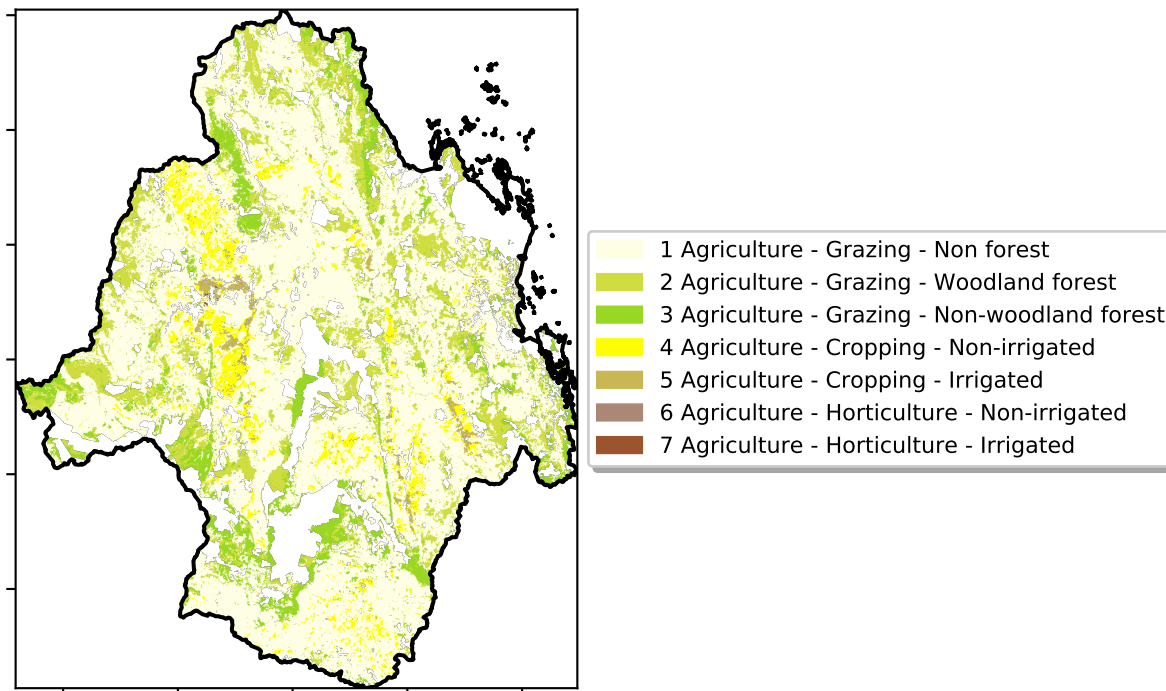 1 Agriculture - Grazing - Non forest
2 Agriculture - Grazing - Woodland forest
3 Agriculture - Grazing - Non-woodland forest
4 Agriculture - Cropping - Non-irrigated
5 Agriculture - Cropping - Irrigated
6 Agriculture - Horticulture - Non-irrigated
7 Agriculture - Horticulture - Irrigated